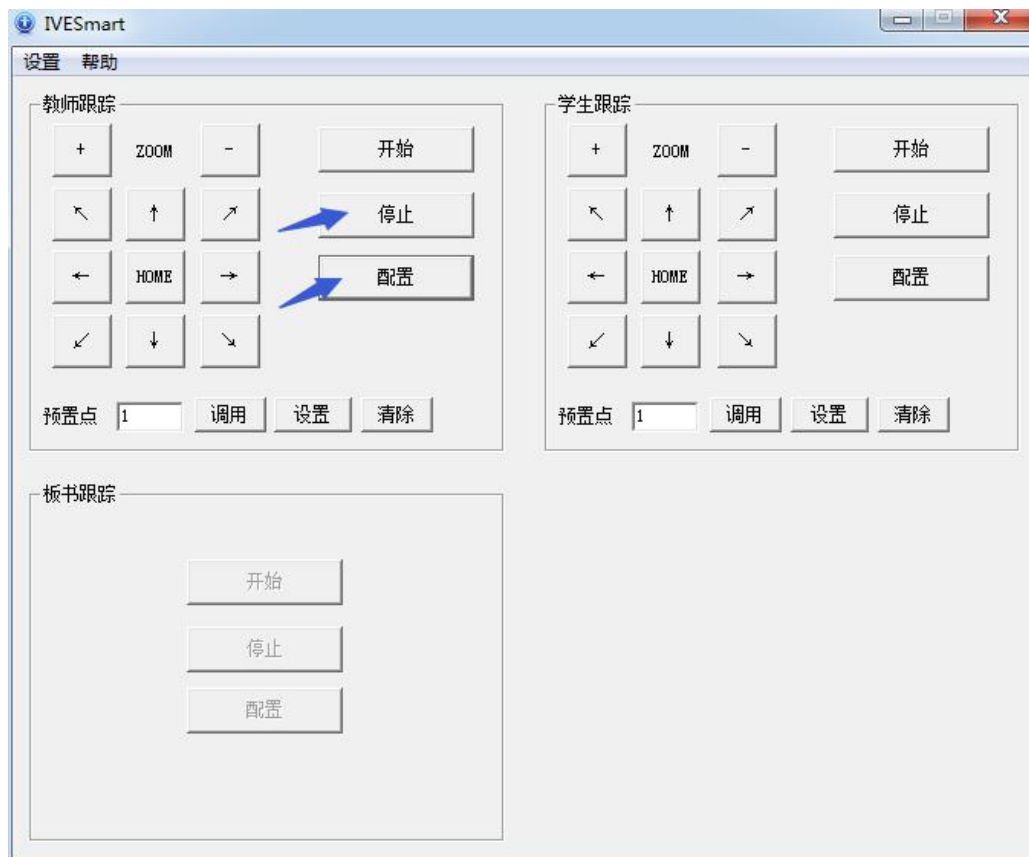 IVESmart
设置 帮助
教师跟踪
+ ZOOM - 开始
↖ ↑ ↗ 停止
← HOME → 配置
↙ ↓ ↘
预置点 1 调用 设置 清除
学生跟踪
+ ZOOM - 开始
↖ ↑ ↗ 停止
← HOME → 配置
↙ ↓ ↘
预置点 1 调用 设置 清除
板书跟踪
开始
停止
配置